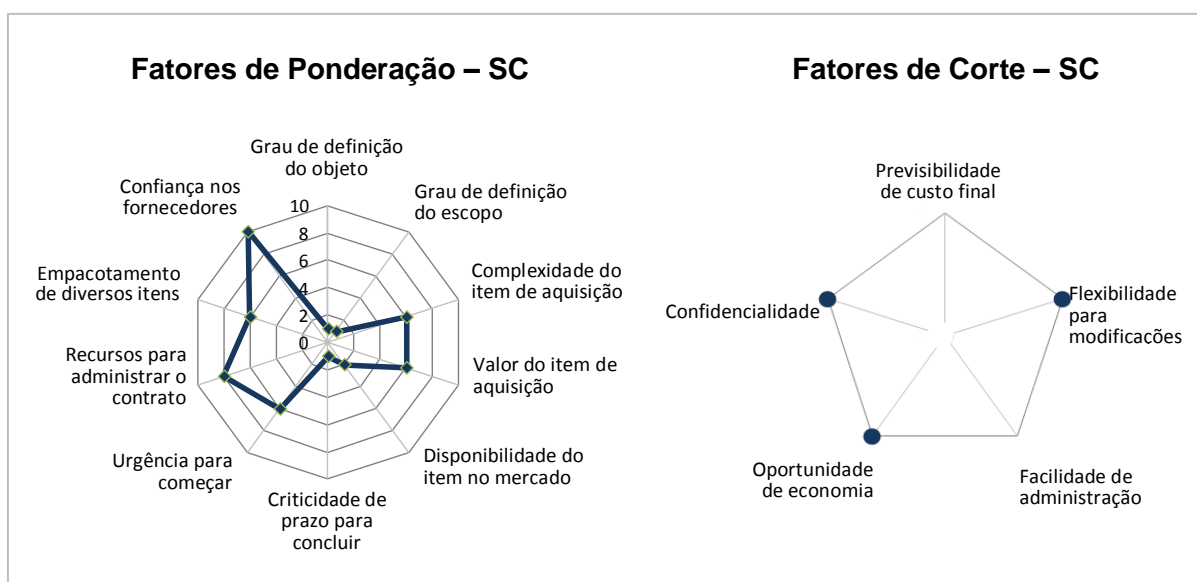 Fatores de Ponderação – SC
Grau de definição
do objeto
Grau de definição
do escopo
Complexidade do
item de aquisição
Valor do item de
aquisição
Disponibilidade do
item no mercado
Criticidade de
prazo para
concluir
Urgência para
começar
Recursos para
administrar o
contrato
Empacotamento
de diversos itens
Confiança nos
fornecedores
10
8
6
4
2
0
Fatores de Corte – SC
Previsibilidade
de custo final
Flexibilidade
para
modificações
Facilidade de
administração
Oportunidade
de economia
Confidencialidade